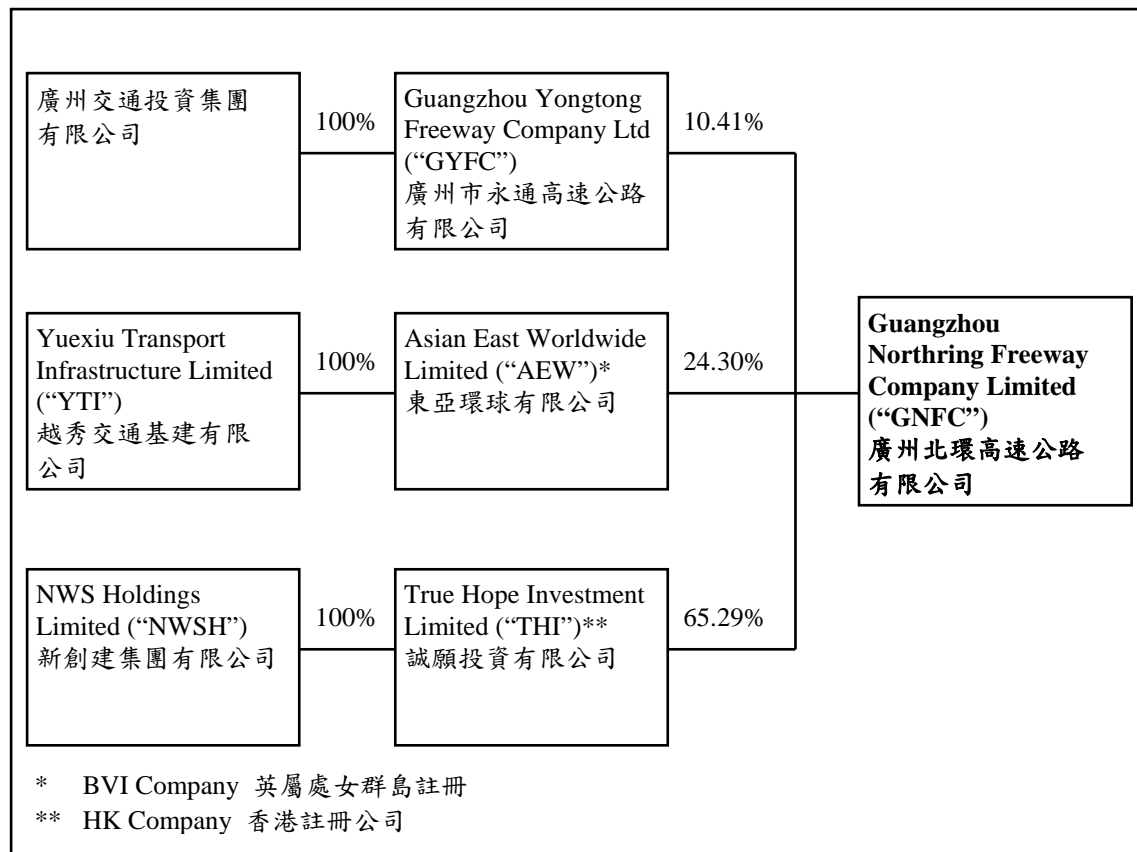 廣州交通投資集團
有限公司
100%
Guangzhou Yongtong
Freeway Company Ltd
(“GYFC”)
廣州市永通高速公路
有限公司
10.41%
Yuexiu Transport
Infrastructure Limited
(“YTI”)
越秀交通基建有限
公司
100%
Asian East Worldwide
Limited (“AEW”)*
東亞環球有限公司
24.30%
Guangzhou
Northring Freeway
Company Limited
(“GNFC”)
廣州北環高速公路
有限公司
NWS Holdings
Limited (“NWSH”)
新創建集團有限公司
100%
True Hope Investment
Limited (“THI”)**
誠願投資有限公司
65.29%
* BVI Company 英屬處女群島註冊
** HK Company 香港註冊公司